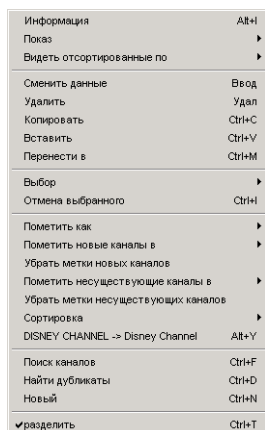 Информация Alt+I
Показ
Видеть отсортированные по
Сменить данные Ввод
Удалить Удал
Копировать Ctrl+C
Вставить Ctrl+V
Перенести в Ctrl+M
Выбор
Отмена выбранного Ctrl+I
Пометить как
Пометить новые каналы в
Убрать метки новых каналов
Пометить несуществующие каналы в
Убрать метки несуществующих каналов
Сортировка
DISNEY CHANNEL -> Disney Channel Alt+Y
Поиск каналов Ctrl+F
Найти дубликаты Ctrl+D
Новый Ctrl+N
разделить Ctrl+T